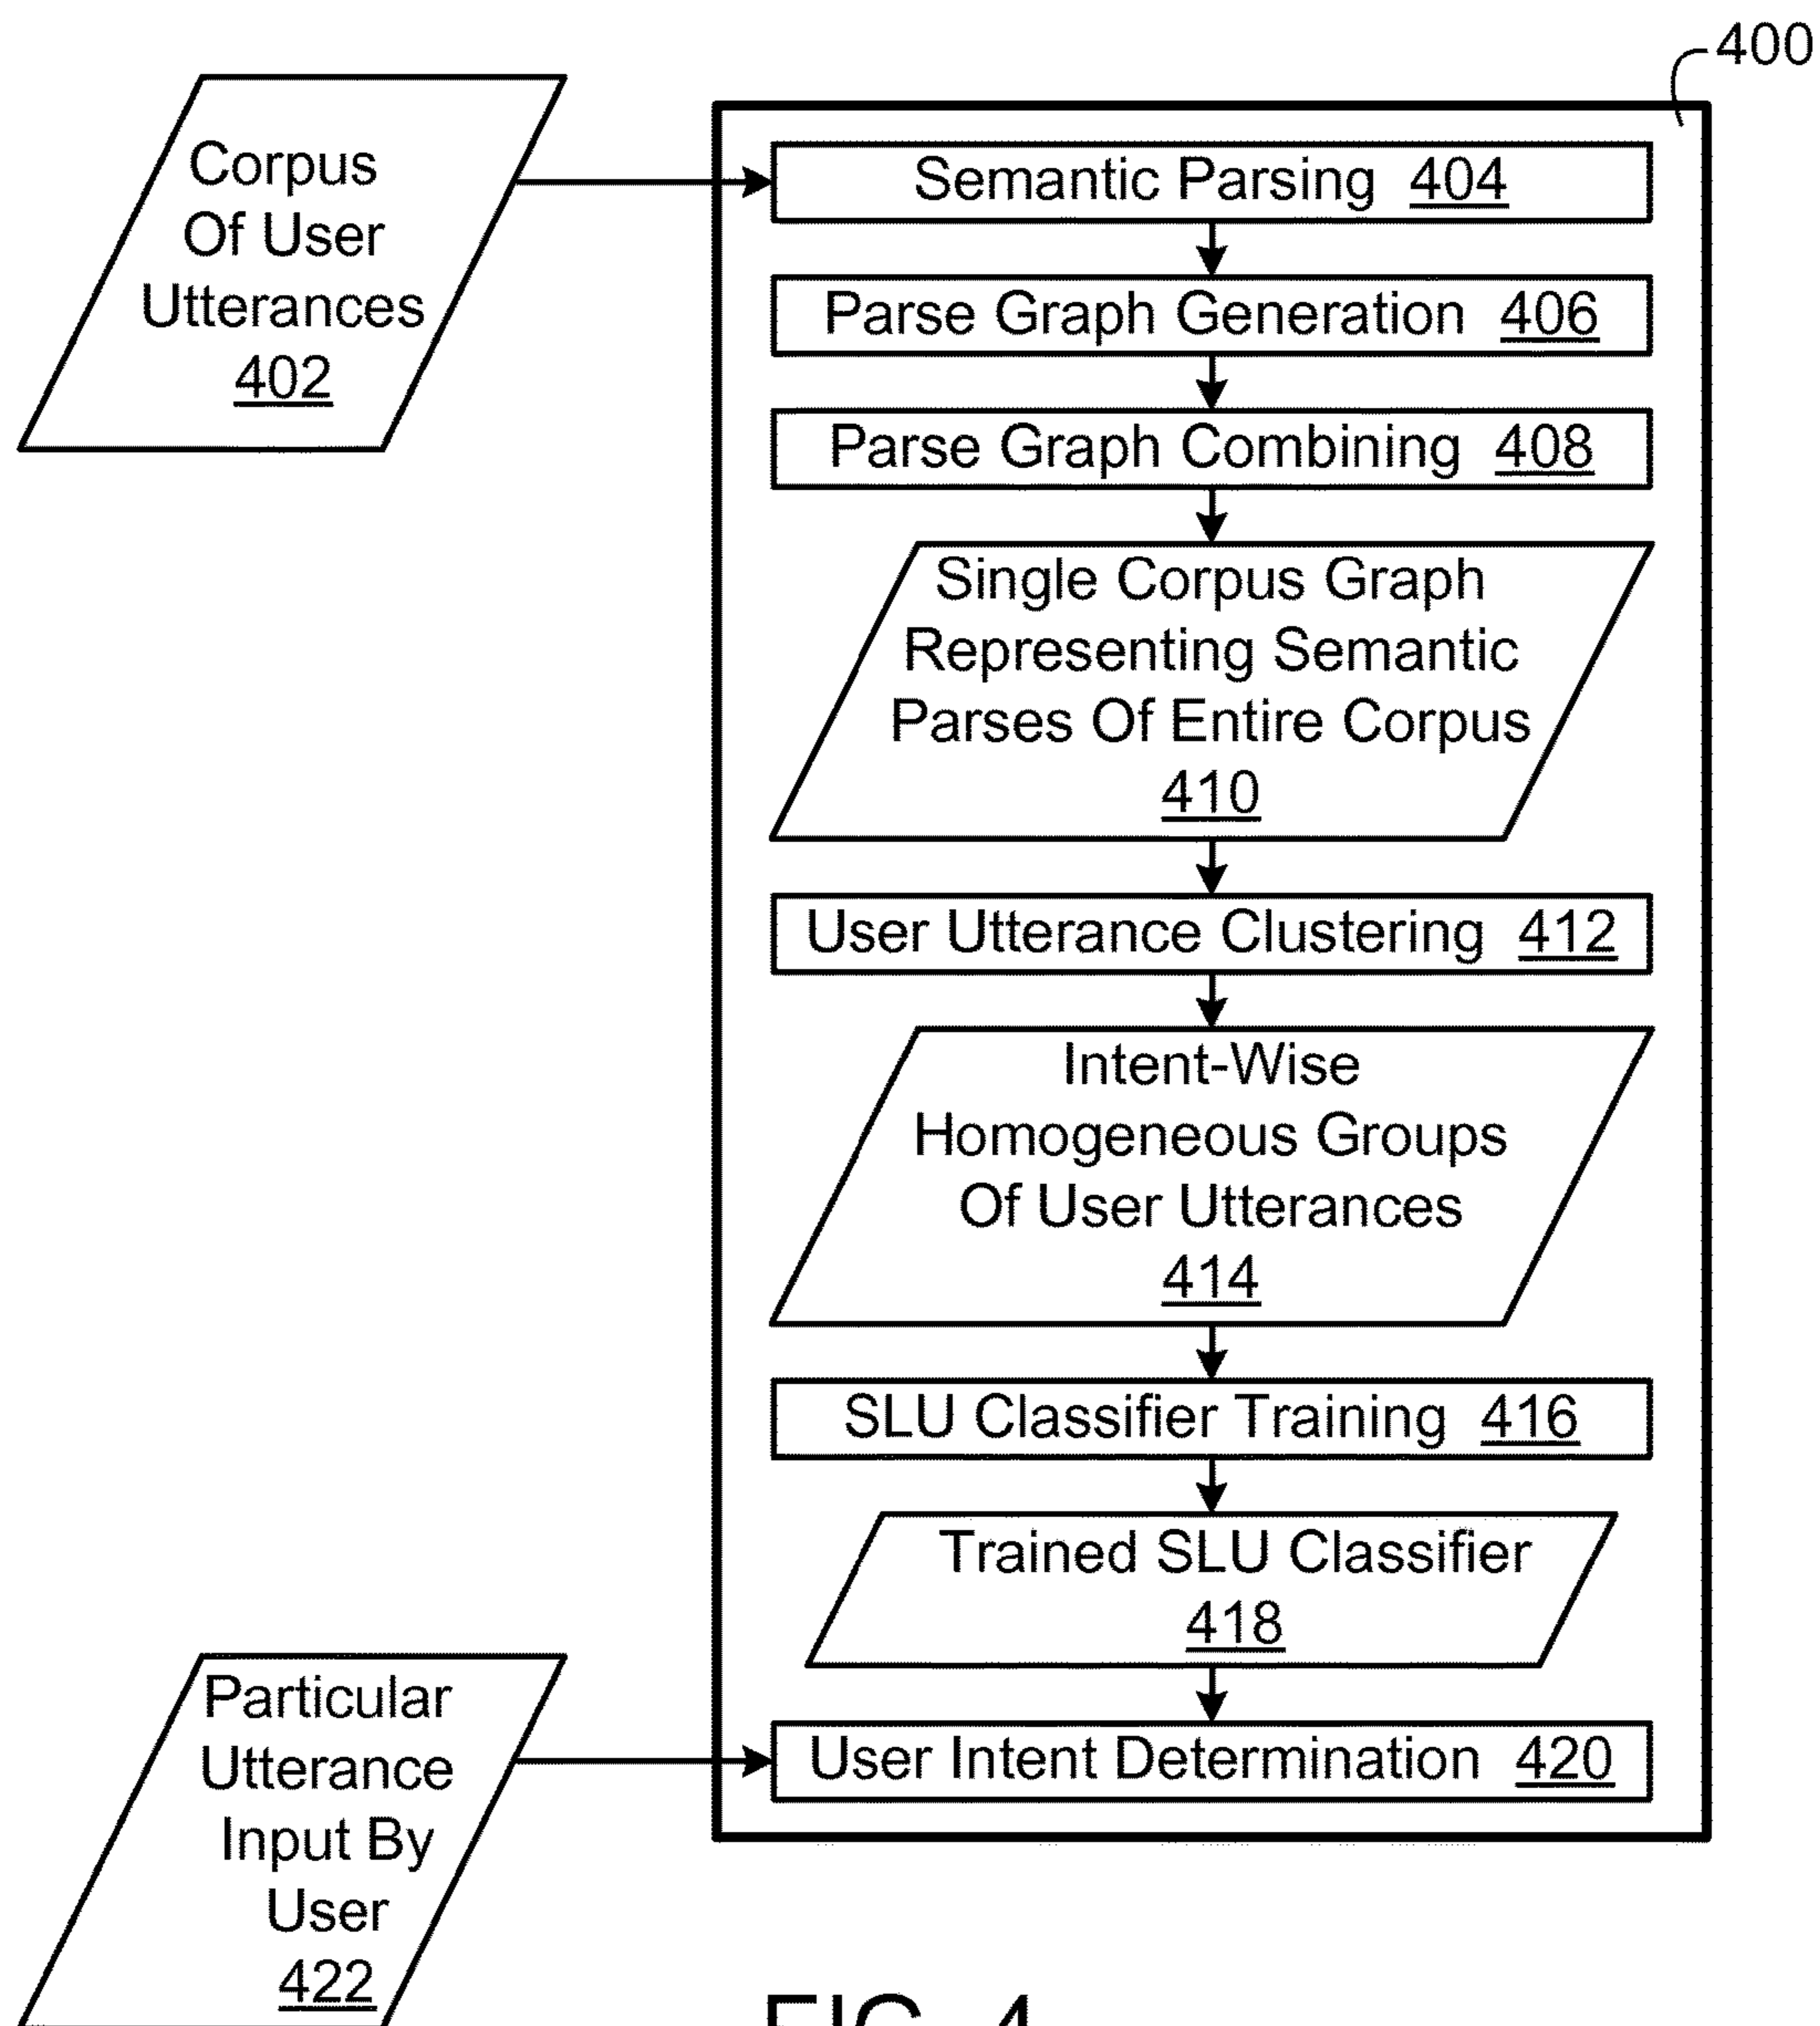 400
Corpus
Of User
Utterances
402
Semantic Parsing 404
Parse Graph Generation 406
Parse Graph Combining 408
Single Corpus Graph
Representing Semantic
Parses Of Entire Corpus
410
User Utterance Clustering 412
Intent-Wise
Homogeneous Groups
Of User Utterances
414
SLU Classifier Training 416
Trained SLU Classifier
418
Particular
Utterance
Input By
User
422
User Intent Determination 420
FIG. 4